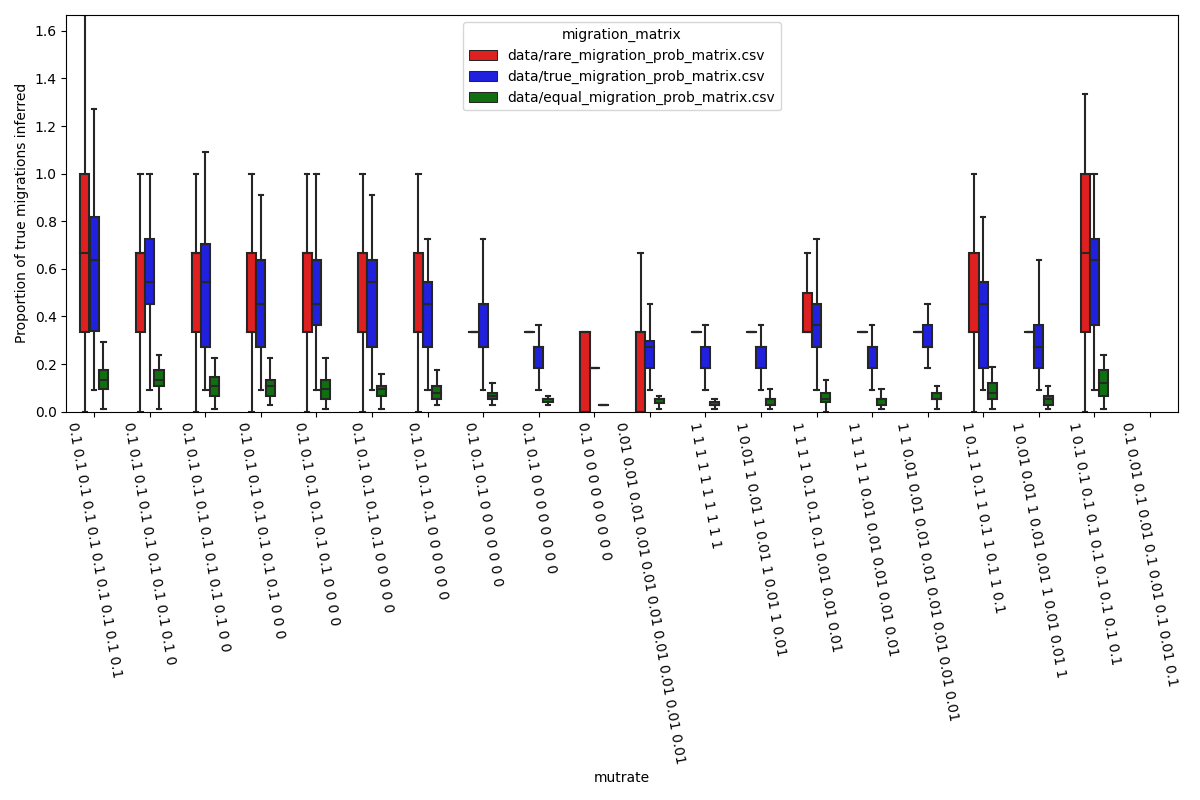 migration_matrix
data/rare_migration_prob_matrix.csv
data/true_migration_prob_matrix.csv
data/equal_migration_prob_matrix.csv
Proportion of true migrations inferred
1.6
1.4
1.2
1.0
0.8
0.6
0.4
0.2
0.0
0.1 0.1 0.1 0.1 0.1 0.1 0.1 0.1 0.1 0.1
0.1 0.1 0.1 0.1 0.1 0.1 0.1 0.1 0.1 0
0.1 0.1 0.1 0.1 0.1 0.1 0.1 0.1 0 0
0.1 0.1 0.1 0.1 0.1 0.1 0.1 0 0 0
0.1 0.1 0.1 0.1 0.1 0.1 0 0 0 0
0.1 0.1 0.1 0.1 0.1 0 0 0 0 0
0.1 0.1 0.1 0.1 0 0 0 0 0 0
0.1 0.1 0.1 0 0 0 0 0 0 0
0.1 0.1 0 0 0 0 0 0 0 0
0.1 0 0 0 0 0 0 0 0 0
0.01 0.01 0.01 0.01 0.01 0.01 0.01 0.01 0.01 0.01
1 1 1 1 1 1 1 1 1 1
1 0.01 1 0.01 1 0.01 1 0.01 1 0.01
1 1 1 1 0.1 0.1 0.1 0.01 0.01 0.01
1 1 1 1 1 0.01 0.01 0.01 0.01 0.01
1 1 0.01 0.01 0.01 0.01 0.01 0.01 0.01 0.01
1 0.1 1 0.1 1 0.1 1 0.1 1 0.1
1 0.01 0.01 1 0.01 0.01 1 0.01 0.01 1
1 0.1 0.1 0.1 0.1 0.1 0.1 0.1 0.1 0.1
0.1 0.01 0.1 0.01 0.1 0.01 0.1 0.01 0.1
mutrate